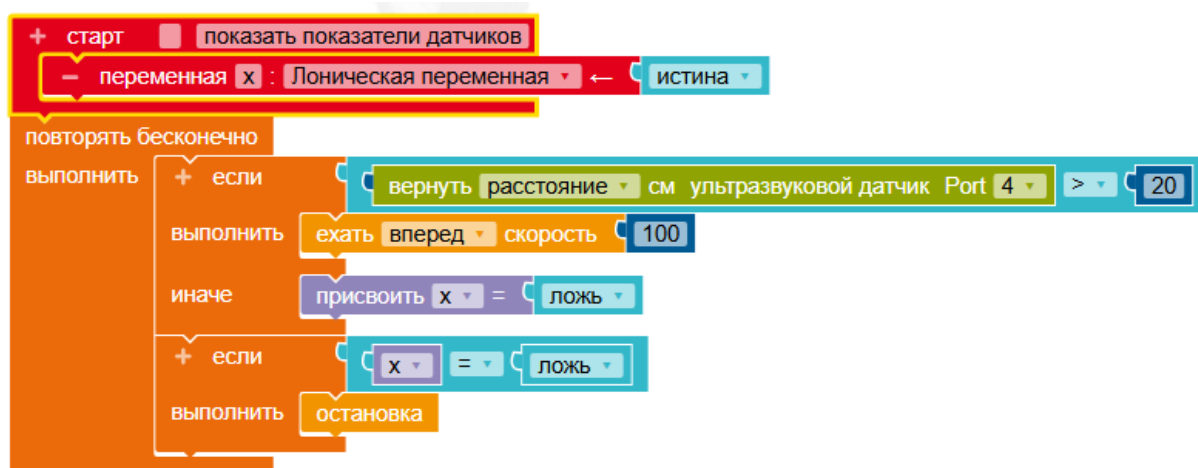 + старт показать показатели датчиков
− переменная x : Лоническая переменная ← истина
повторять бесконечно
выполнить + если вернуть расстояние см ультразвуковой датчик Port 4 > 20
выполнить ехать вперед скорость 100
иначе присвоить x = ложь
+ если x = ложь
выполнить остановка